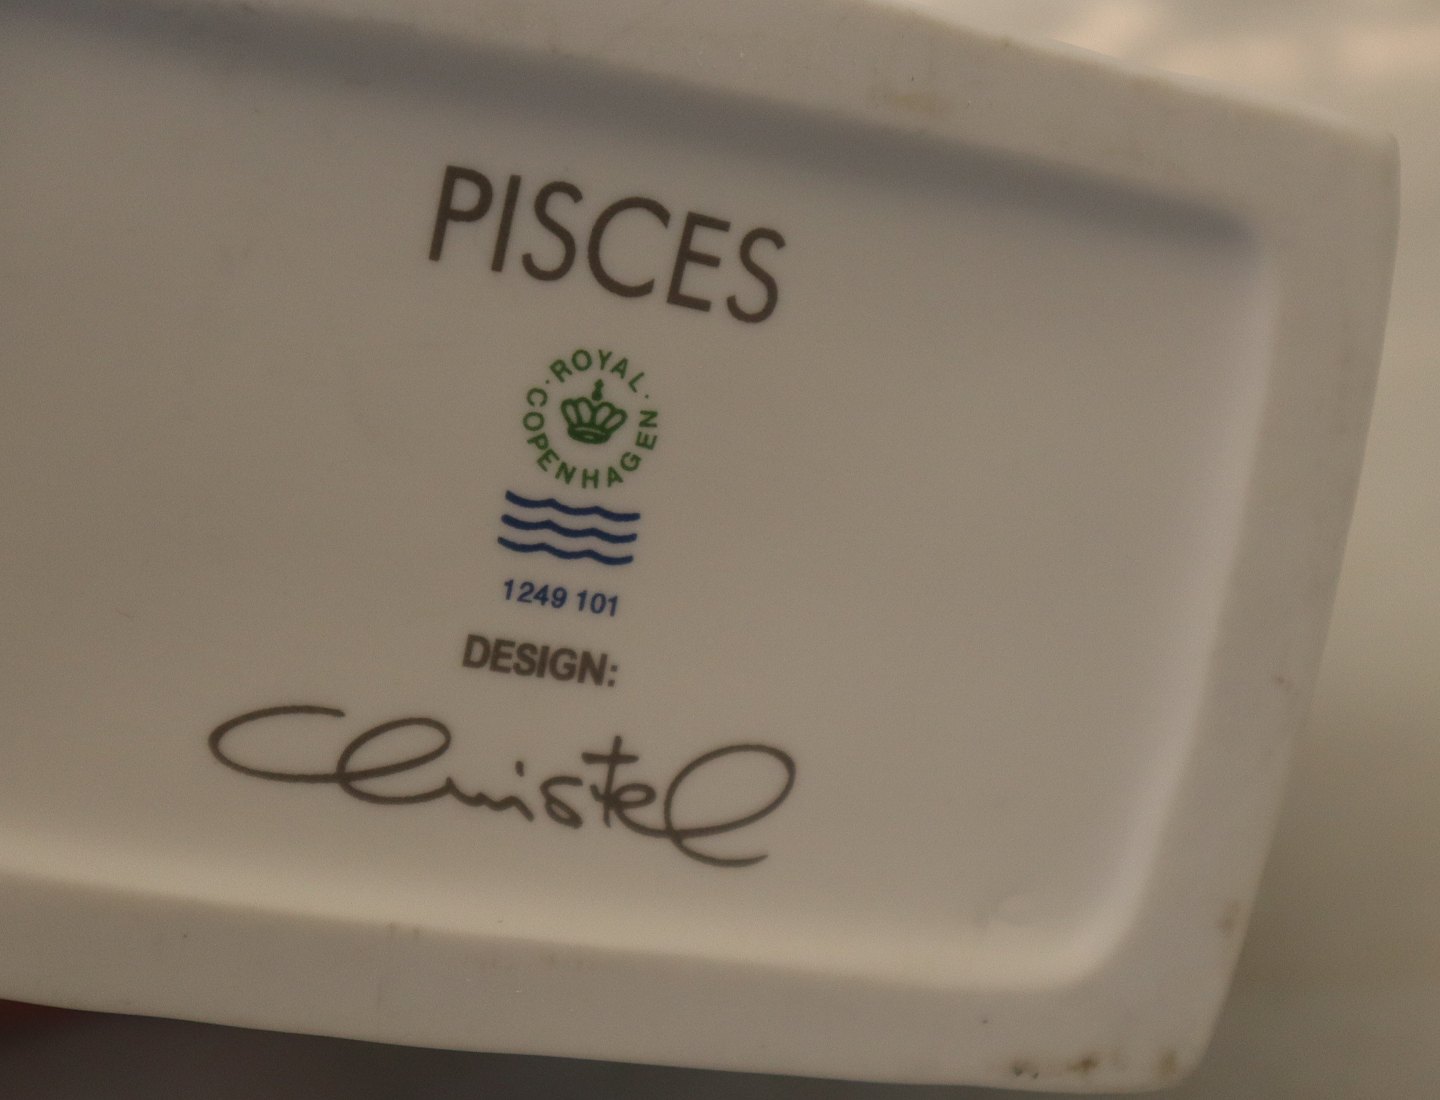 PISCES
ROYAL
COPENHAGEN
1249 101
DESIGN:
Christel